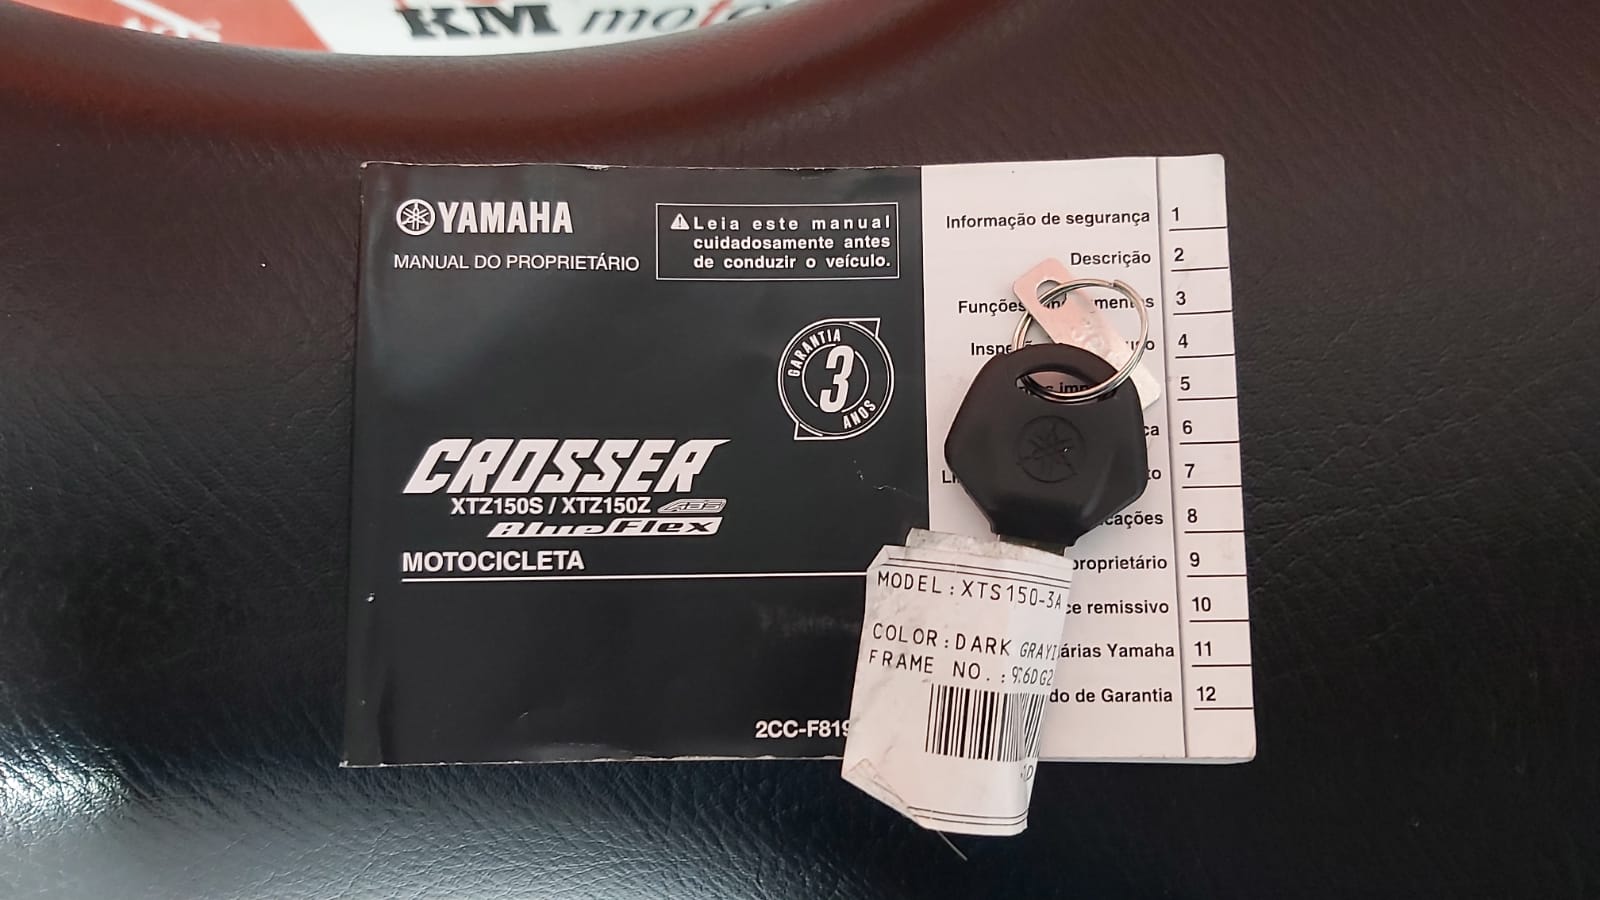 KM moto
YAMAHA
MANUAL DO PROPRIETÁRIO
Leia este manual
cuidadosamente antes
de conduzir o veículo.
GARANTIA
3
ANOS
CROSSER
XTZ150S / XTZ150Z ABS
BlueFlex
MOTOCICLETA
2CC-F819
Informação de segurança 1
Descrição 2
Funções 3
4
5
6
7
8
proprietário 9
remissivo 10
Yamaha 11
de Garantia 12
MODEL: XTS150-3A
COLOR: DARK GRAY
FRAME NO.: